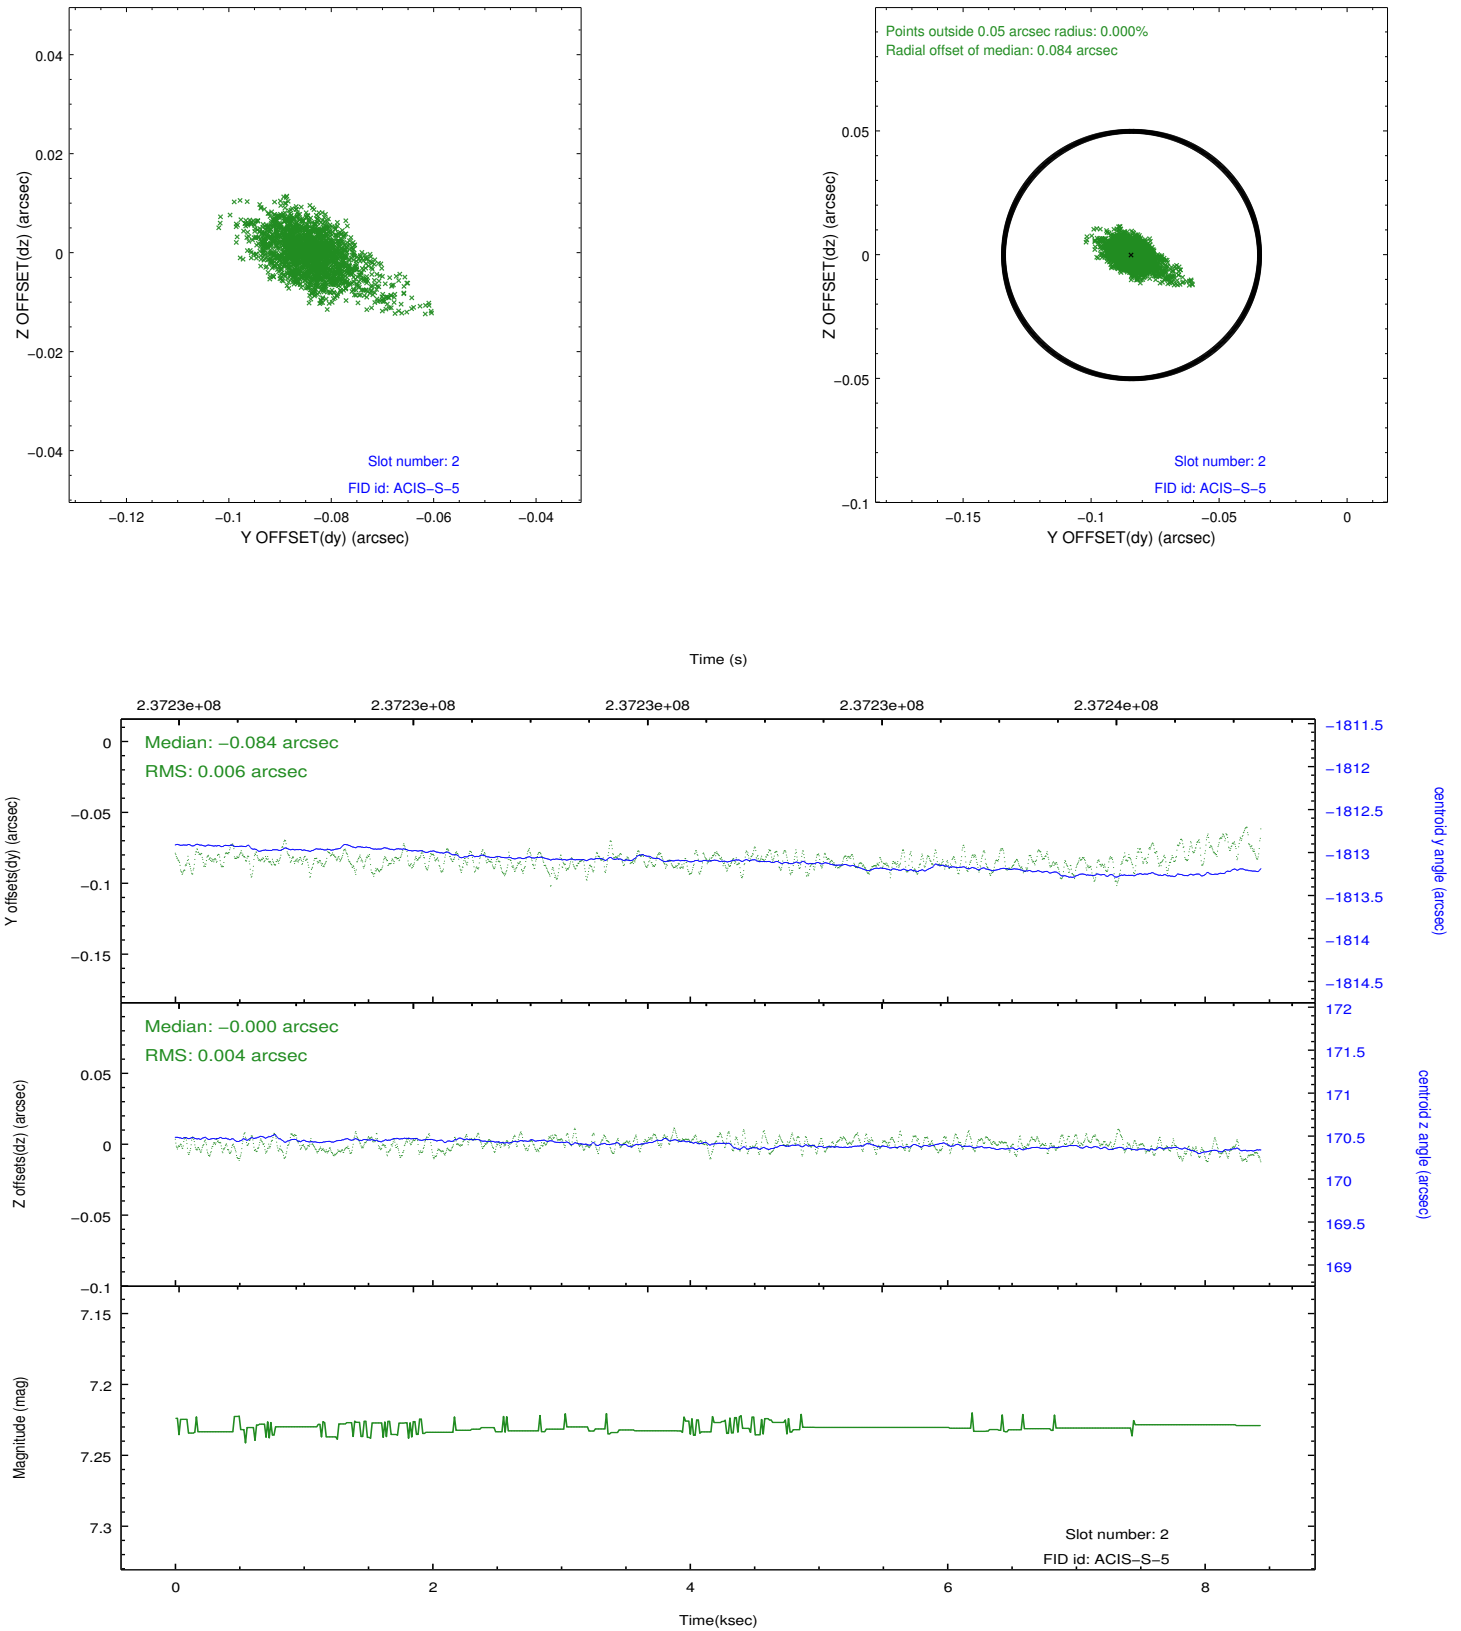 0.04
0.02
0
−0.02
−0.04
Z OFFSET(dz) (arcsec)
Slot number: 2
FID id: ACIS−S−5
−0.12
−0.1
−0.08
−0.06
−0.04
Y OFFSET(dy) (arcsec)
Points outside 0.05 arcsec radius: 0.000%
Radial offset of median: 0.084 arcsec
0.05
0
−0.05
−0.1
Z OFFSET(dz) (arcsec)
Slot number: 2
FID id: ACIS−S−5
−0.15
−0.1
−0.05
0
Y OFFSET(dy) (arcsec)
Time (s)
2.3723e+08
2.3723e+08
2.3723e+08
2.3723e+08
2.3724e+08
Median: −0.084 arcsec
RMS: 0.006 arcsec
0
−0.05
−0.1
−0.15
Y offsets(dy) (arcsec)
−1811.5
−1812
−1812.5
−1813
−1813.5
−1814
−1814.5
centroid y angle (arcsec)
Median: −0.000 arcsec
RMS: 0.004 arcsec
0.05
0
−0.05
−0.1
Z offsets(dz) (arcsec)
172
171.5
171
170.5
170
169.5
169
centroid z angle (arcsec)
7.15
7.2
7.25
7.3
Magnitude (mag)
Slot number: 2
FID id: ACIS−S−5
0
2
4
6
8
Time(ksec)